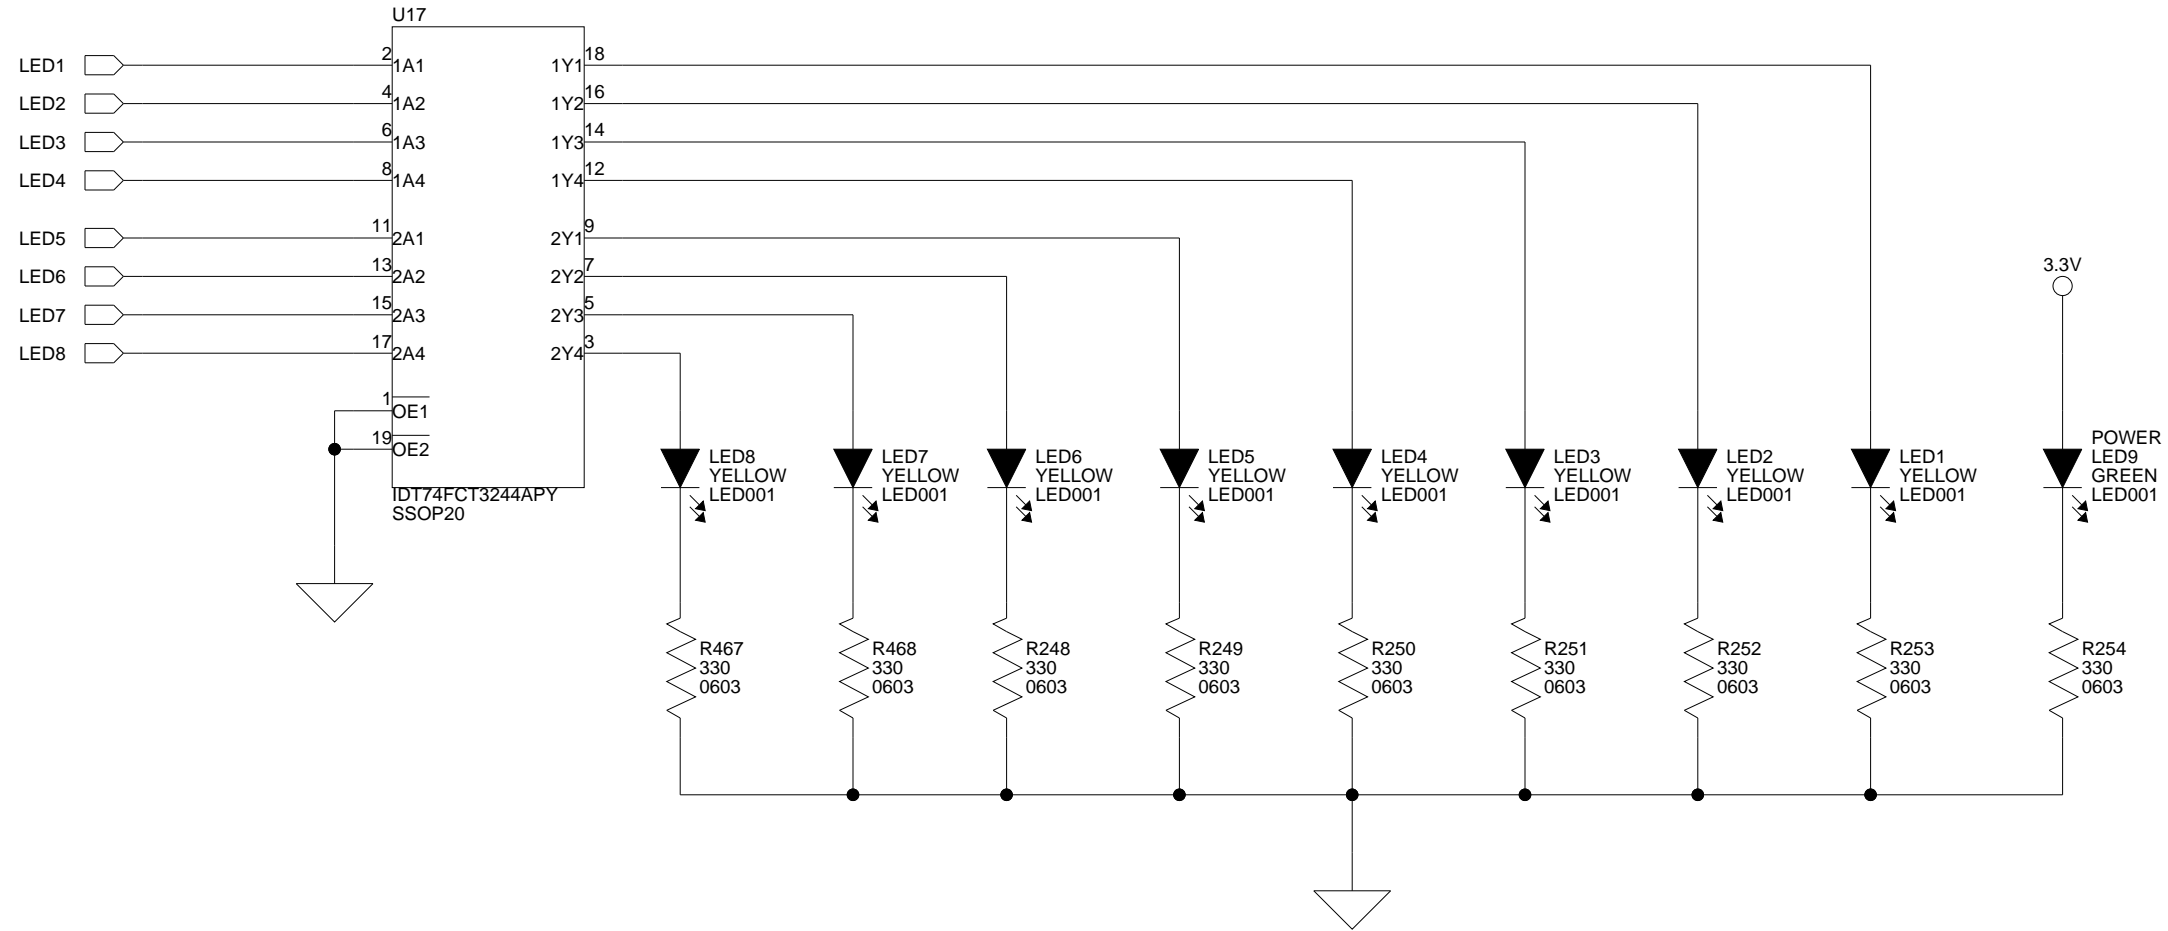 U17
LED1
2
1A1
1Y1
18
LED2
4
1A2
1Y2
16
LED3
6
1A3
1Y3
14
LED4
8
1A4
1Y4
12
LED5
11
2A1
2Y1
9
LED6
13
2A2
2Y2
7
LED7
15
2A3
2Y3
5
LED8
17
2A4
2Y4
3
1
OE1
19
OE2
IDT74FCT3244APY
SSOP20
3.3V
LED8
YELLOW
LED001
LED7
YELLOW
LED001
LED6
YELLOW
LED001
LED5
YELLOW
LED001
LED4
YELLOW
LED001
LED3
YELLOW
LED001
LED2
YELLOW
LED001
LED1
YELLOW
LED001
POWER
LED9
GREEN
LED001
R467
330
0603
R468
330
0603
R248
330
0603
R249
330
0603
R250
330
0603
R251
330
0603
R252
330
0603
R253
330
0603
R254
330
0603